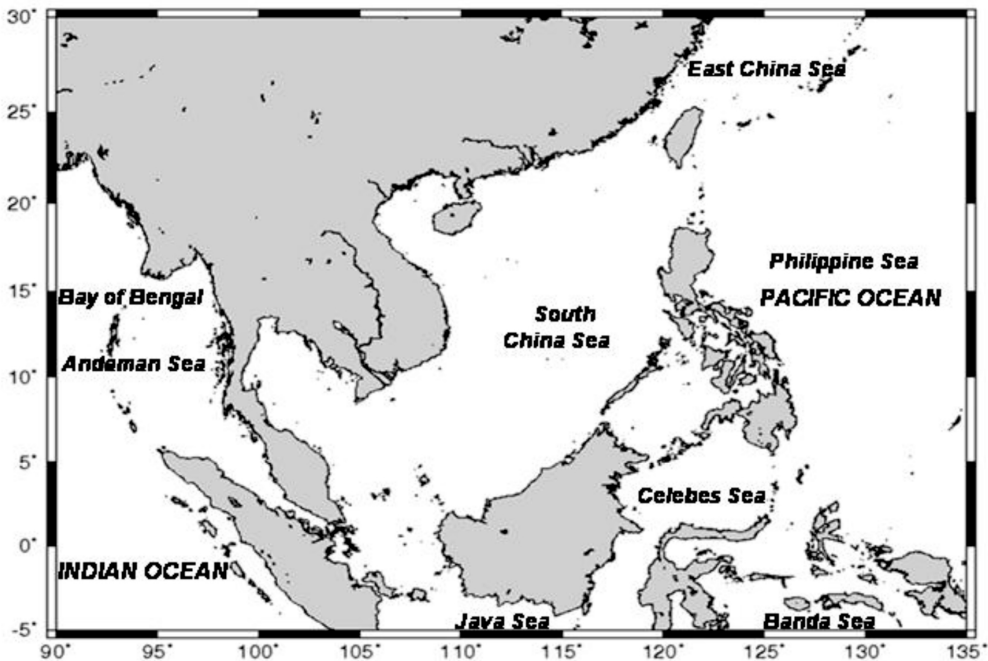 30°
East China Sea
25°
20°
Philippine Sea
Bay of Bengal
PACIFIC OCEAN
15°
South
China Sea
Andaman Sea
10°
5°
Celebes Sea
0°
INDIAN OCEAN
Java Sea
Banda Sea
-5°
90° 95° 100° 105° 110° 115° 120° 125° 130° 135°